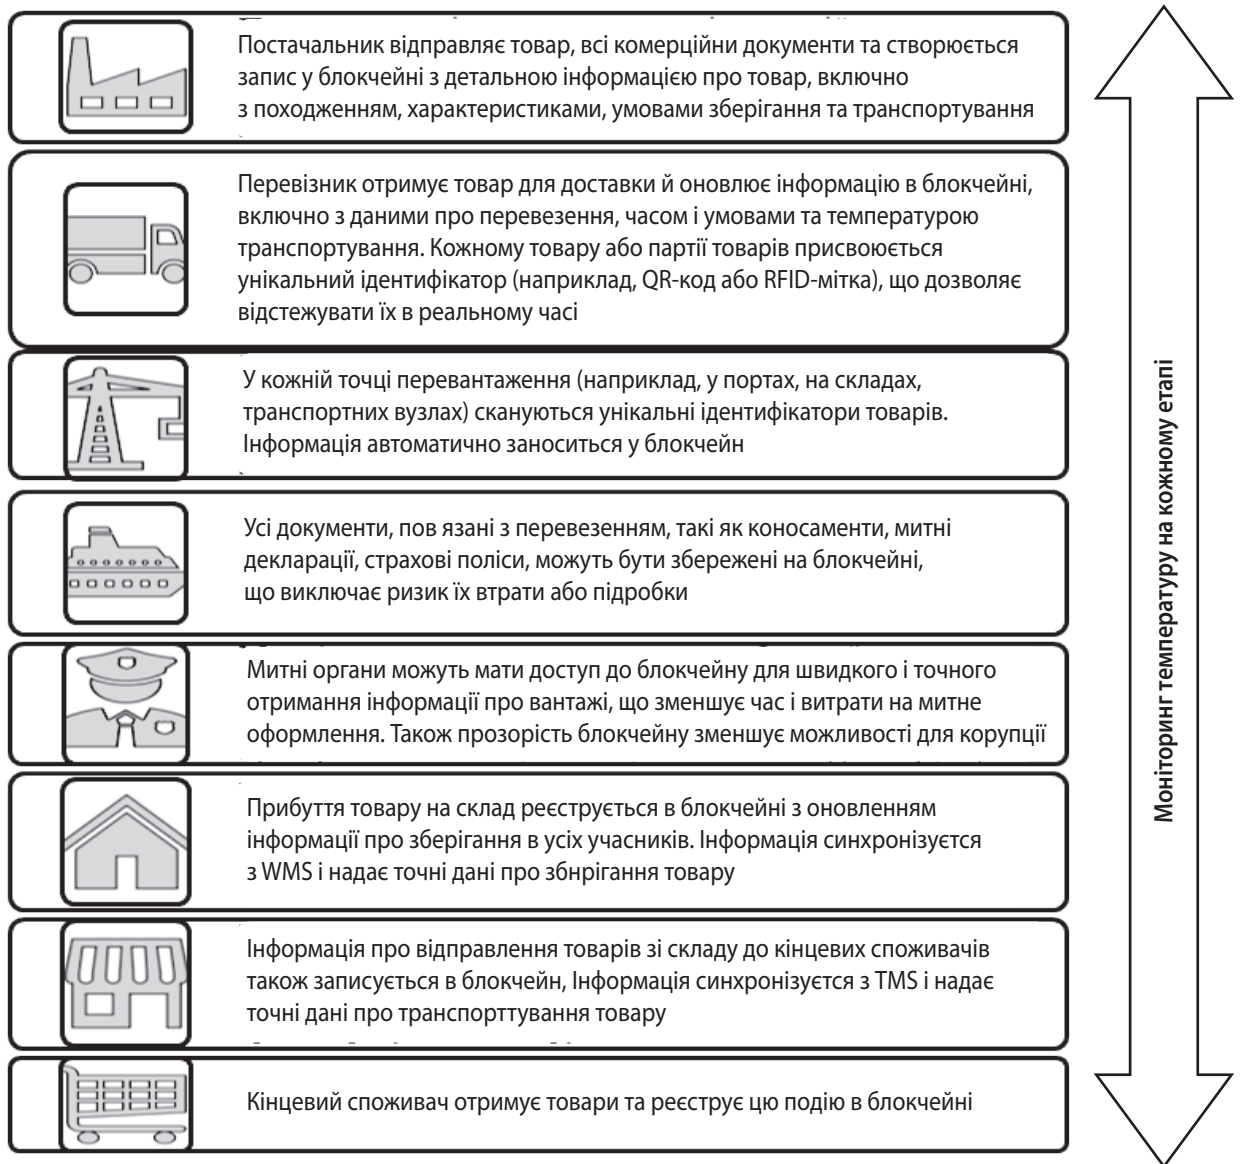 Постачальник відправляє товар, всі комерційни документи та створюється
запис у блокчейні з детальною інформацією про товар, включно
з походженням, характеристиками, умовами зберігання та транспортування
Перевізник отримує товар для доставки й оновлює інформацію в блокчейні,
включно з даними про перевезення, часом і умовами та температурою
транспортування. Кожному товару або партії товарів присвоюється
унікальний ідентифікатор (наприклад, QR-код або RFID-мітка), що дозволяє
відстежувати їх в реальному часі
У кожній точці перевантаження (наприклад, у портах, на складах,
транспортних вузлах) скануються унікальні ідентифікатори товарів.
Інформація автоматично заноситься у блокчейн
Усі документи, пов язані з перевезенням, такі як коносаменти, митні
декларації, страхові поліси, можуть бути збережені на блокчейні,
що виключає ризик їх втрати або підробки
Митні органи можуть мати доступ до блокчейну для швидкого і точного
отримання інформації про вантажі, що зменшує час і витрати на митне
оформлення. Також прозорість блокчейну зменшує можливості для корупції
Прибуття товару на склад реєструється в блокчейні з оновленням
інформації про зберігання в усіх учасників. Інформація синхронізуєтся
з WMS і надає точні дані про збнрігання товару
Інформація про відправлення товарів зі складу до кінцевих споживачів
також записується в блокчейн, Інформація синхронізуєтся з TMS і надає
точні дані про транспорттування товару
Кінцевий споживач отримує товари та реєструє цю подію в блокчейні
Моніторинг температуру на кожному етапі